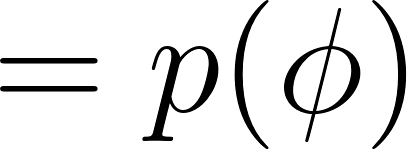 = p(ϕ)